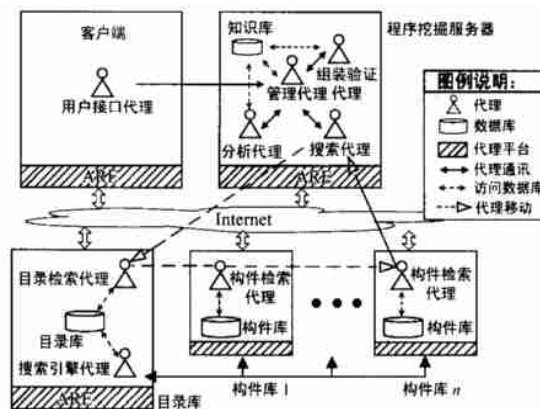 客户端
用户接口代理
ARE
程序挖掘服务器
知识库
组装验证
管理代理 代理
分析代理
搜索代理
ARE
图例说明:
代理
数据库
代理平台
代理通讯
访问数据库
代理移动
Internet
目录检索代理
目录库
搜索引擎代理
ARE
目录库
构件检索
代理
构件库
构件库 1
构件检索
代理
构件库
构件库 n